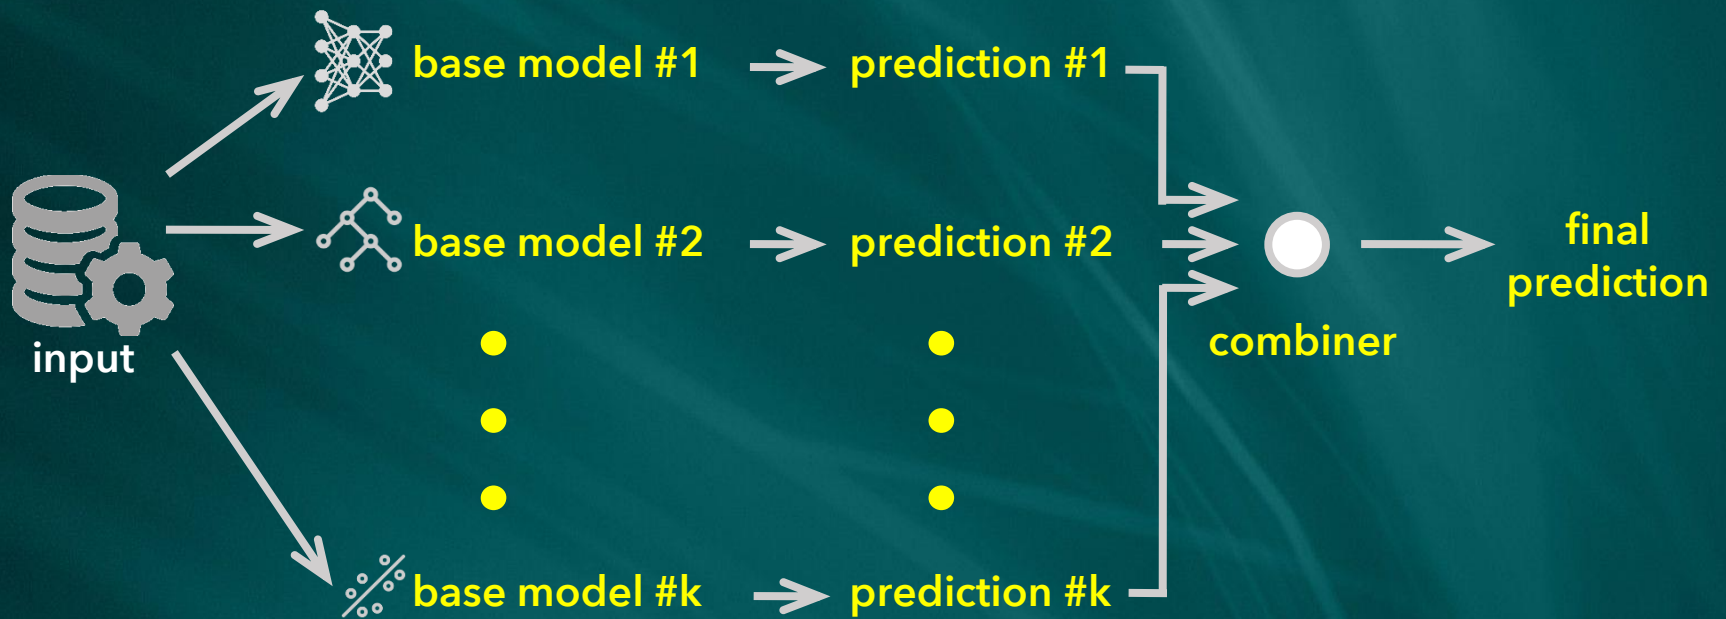 base model #1
prediction #1
input
base model #2
prediction #2
combiner
final
prediction
base model #k
prediction #k